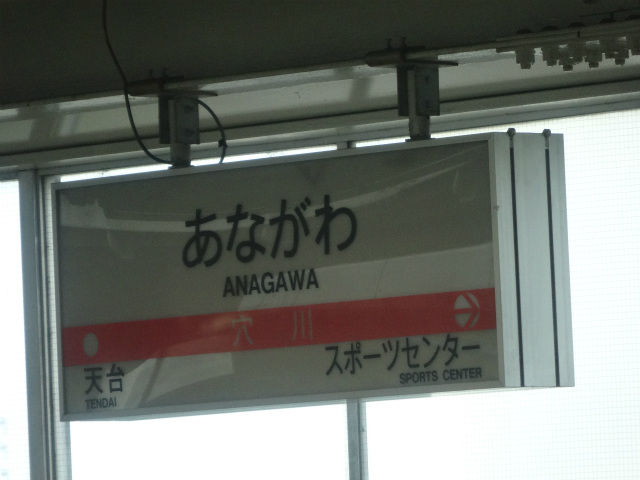 あながわ
ANAGAWA
穴川
天台
TENDAI
スポーツセンター
SPORTS CENTER